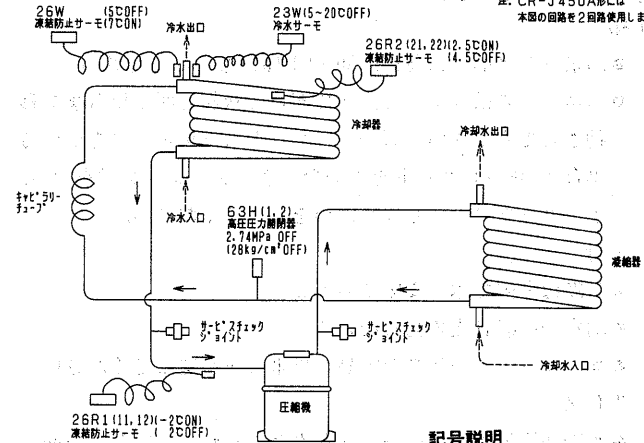 注. CR-J450A形には
本図の回路を2回路使用しま
26W (5℃OFF)
凍結防止サーモ(7℃ON)
冷水出口
23W(5~20℃OFF)
冷水サーモ
26R2(21,22)(2.5℃ON)
凍結防止サーモ (4.5℃OFF)
冷却器
冷却水出口
キャピラリー
チューブ
冷水入口
63H(1,2)
高圧圧力開閉器
2.74MPa OFF
(28kg/cm²OFF)
凝縮器
サービスチェック
ジョイント
サービスチェック
ジョイント
冷却水入口
圧縮機
26R1(11,12)(-2℃ON)
凍結防止サーモ ( 2℃OFF)
記号説明